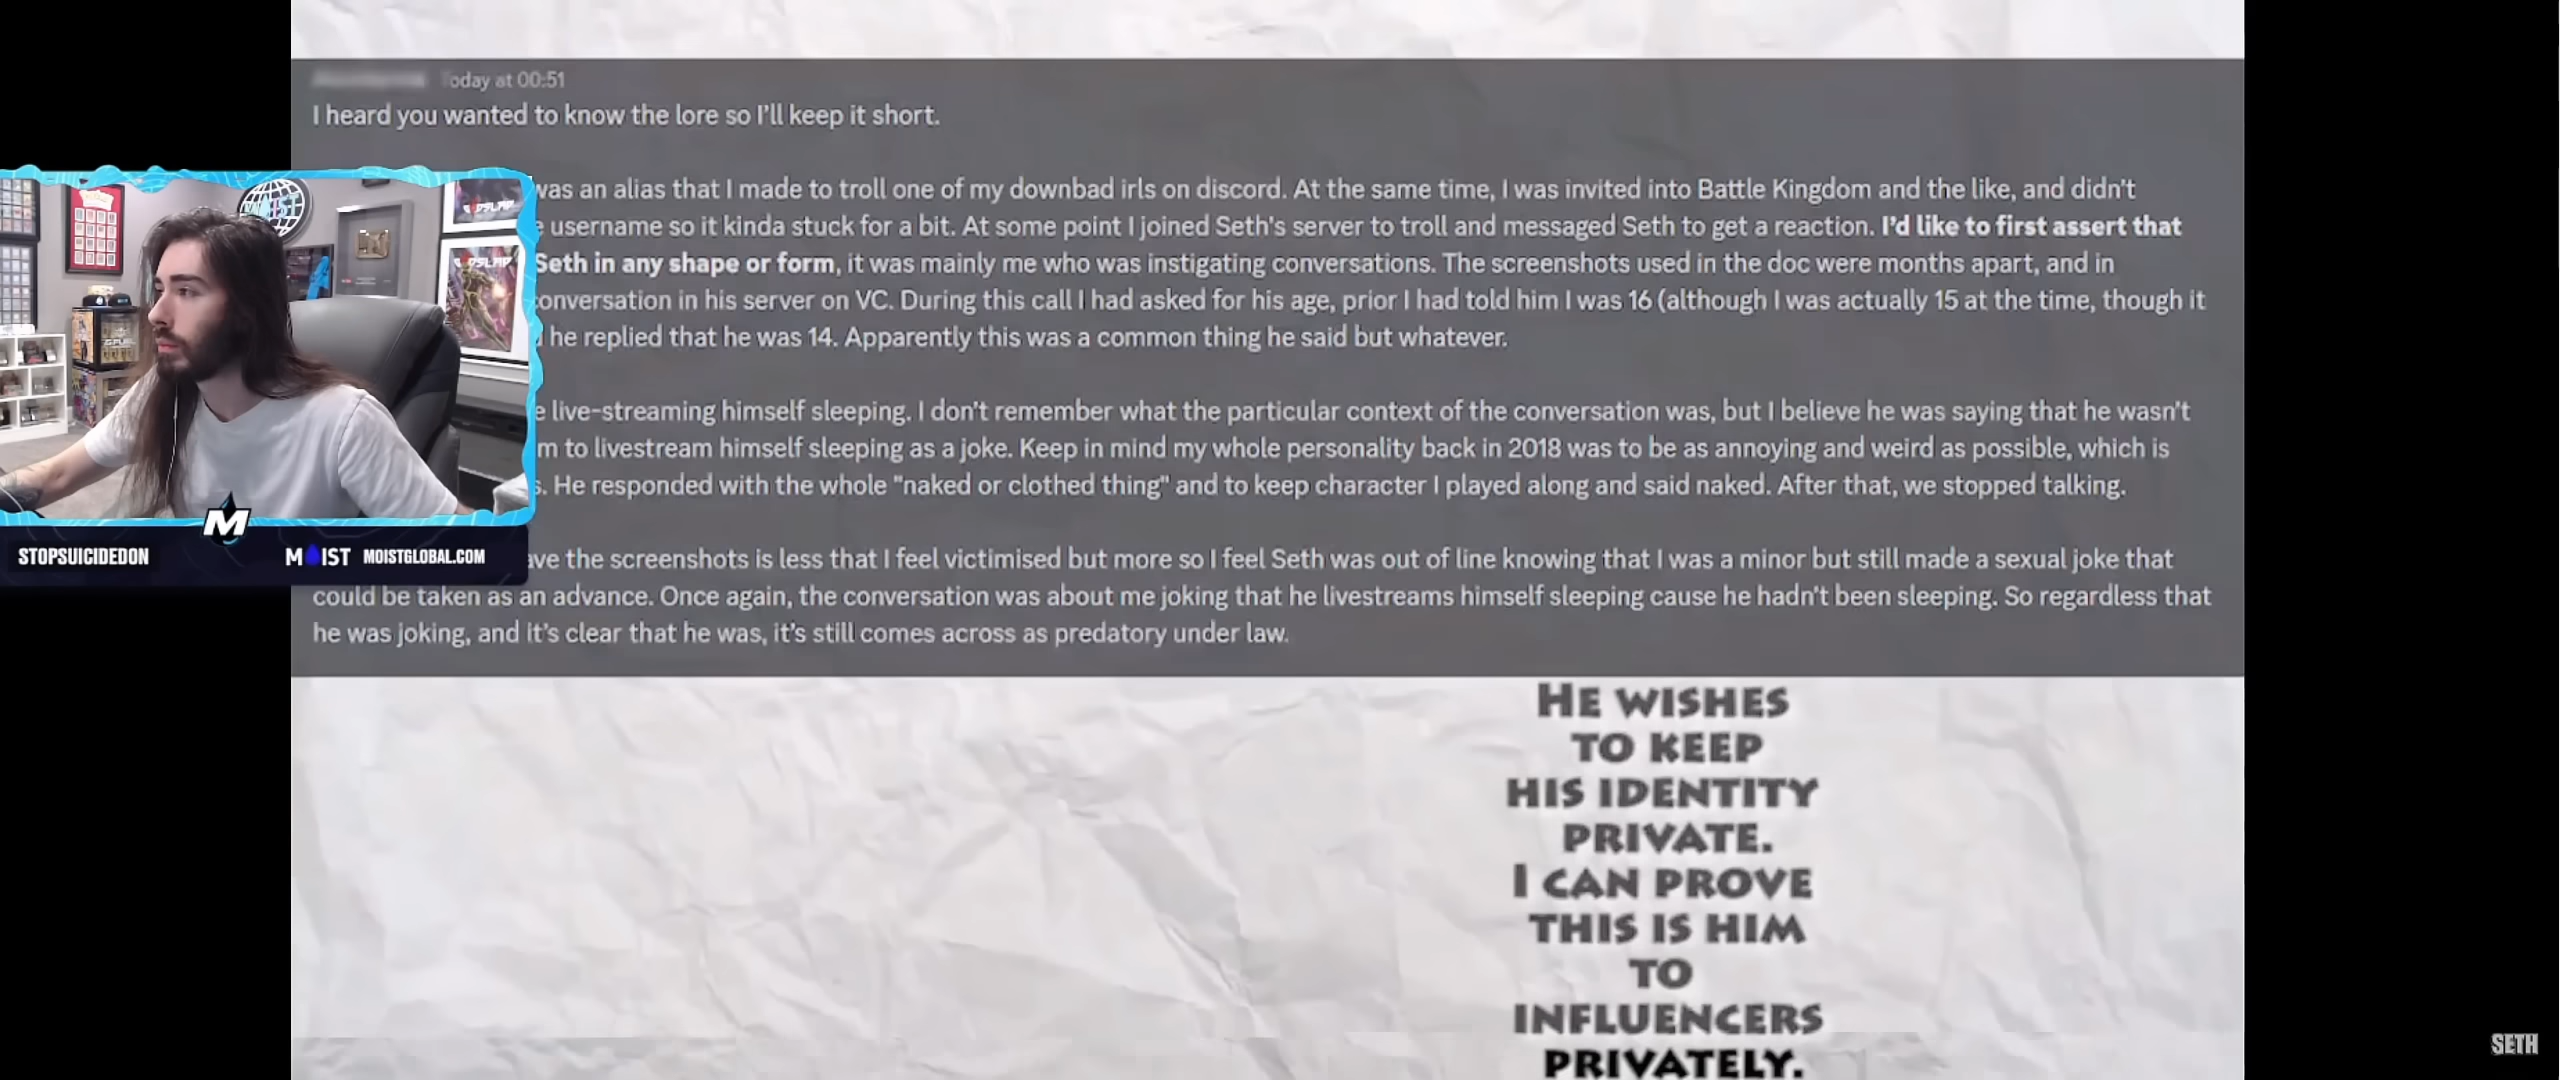 Today at 00:51
I heard you wanted to know the lore so I'll keep it short.
was an alias that I made to troll one of my downbad irls on discord. At the same time, I was invited into Battle Kingdom and the like, and didn't
username so it kinda stuck for a bit. At some point I joined Seth's server to troll and messaged Seth to get a reaction. I'd like to first assert that
Seth in any shape or form, it was mainly me who was instigating conversations. The screenshots used in the doc were months apart, and in
conversation in his server on VC. During this call I had asked for his age, prior I had told him I was 16 (although I was actually 15 at the time, though it
he replied that he was 14. Apparently this was a common thing he said but whatever.
e live-streaming himself sleeping. I don't remember what the particular context of the conversation was, but I believe he was saying that he wasn't
m to livestream himself sleeping as a joke. Keep in mind my whole personality back in 2018 was to be as annoying and weird as possible, which is
s. He responded with the whole "naked or clothed thing" and to keep character I played along and said naked. After that, we stopped talking.
ave the screenshots is less that I feel victimised but more so I feel Seth was out of line knowing that I was a minor but still made a sexual joke that
could be taken as an advance. Once again, the conversation was about me joking that he livestreams himself sleeping cause he hadn't been sleeping. So regardless that
he was joking, and it's clear that he was, it's still comes across as predatory under law.
M
STOPSUICIDEDON
MOIST MOISTGLOBAL.COM
HE WISHES
TO KEEP
HIS IDENTITY
PRIVATE.
I CAN PROVE
THIS IS HIM
TO
INFLUENCERS
PRIVATELY.
SETH